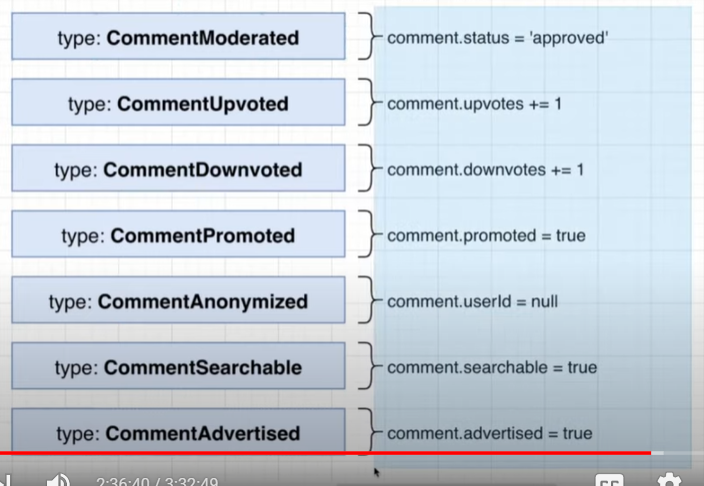 type: CommentModerated comment.status = 'approved'
type: CommentUpvoted comment.upvotes += 1
type: CommentDownvoted comment.downvotes += 1
type: CommentPromoted comment.promoted = true
type: CommentAnonymized comment.userId = null
type: CommentSearchable comment.searchable = true
type: CommentAdvertised comment.advertised = true
2:36:40 / 3:32:49
CC